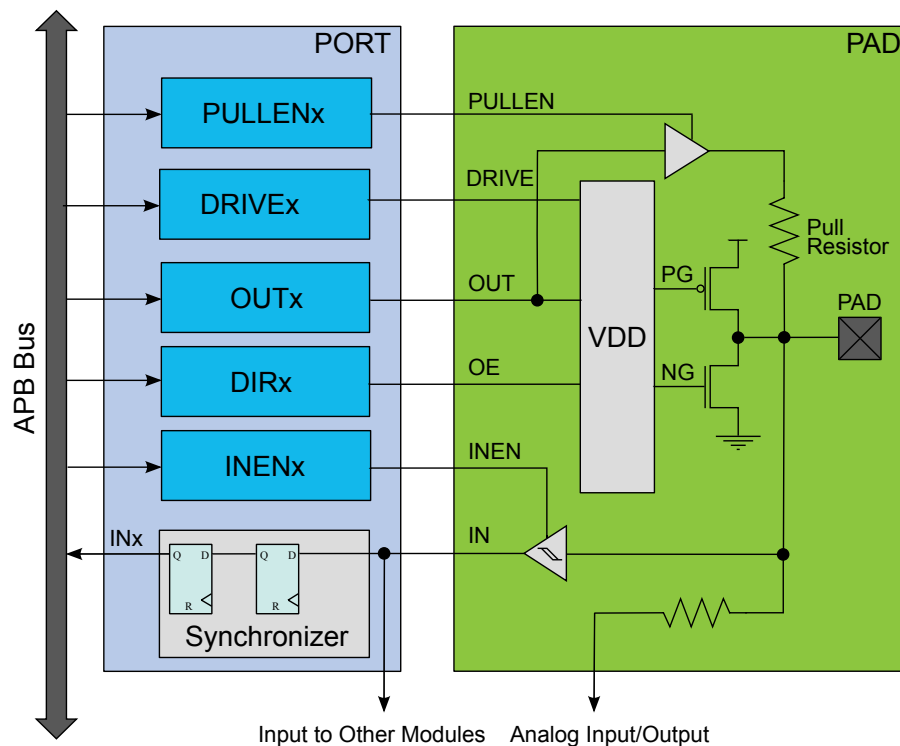 PORT
PAD
APB Bus
PULLENx
PULLEN
DRIVEx
DRIVE
Pull
Resistor
OUTx
OUT
PG
VDD
PAD
DIRx
OE
NG
INENx
INEN
INx
IN
Q D
R
Q D
R
Synchronizer
Input to Other Modules
Analog Input/Output